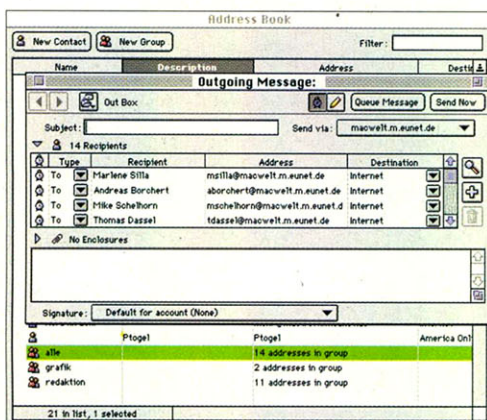 Address Book
New Contact New Group Filter:
Name Description Address
Outgoing Message:
Out Box Queue Message Send Now
Subject: Send via: macwelt.m.eunet.de
14 Recipients
Type Recipient Address Destination
To Marlene Silla msilla@macwelt.m.eunet.de Internet
To Andreas Borchert aborchert@macwelt.m.eunet.de Internet
To Mike Schelhorn mschelhorn@macwelt.m.eunet.d Internet
To Thomas Dassel tdassel@macwelt.m.eunet.de Internet
No Enclosures
Signature: Default for account (None)
Ptogel Ptogel America Onl
alle 14 addresses in group
grafik 2 addresses in group
redaktion 11 addresses in group
21 in list, 1 selected